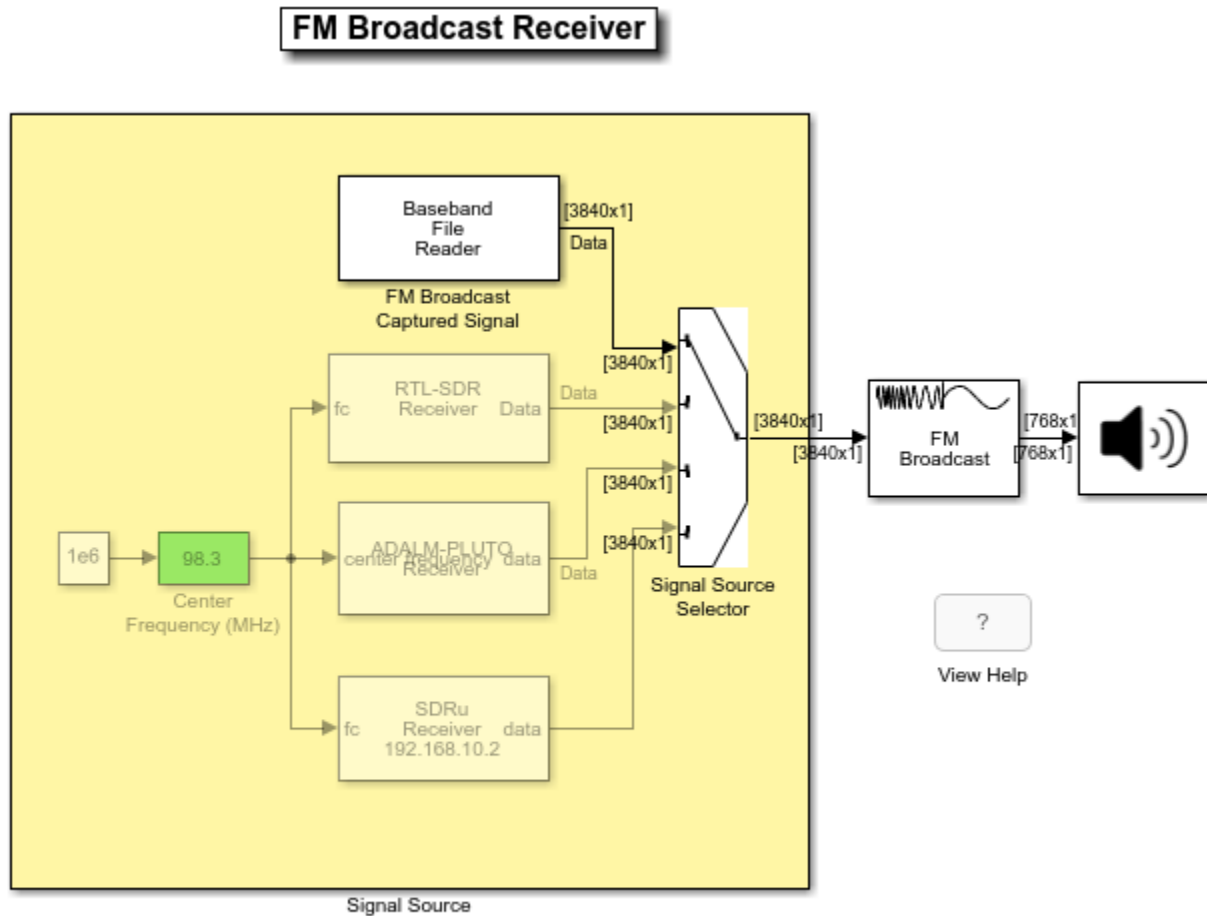 FM Broadcast Receiver
Baseband
File
Reader
[3840x1]
Data
FM Broadcast
Captured Signal
[3840x1]
RTL-SDR
fc Receiver Data
Data
[3840x1]
[3840x1]
1e6
98.3
Center
Frequency (MHz)
ADALM-PLUTO
center frequency data
Receiver
Data
[3840x1]
SDRu
fc Receiver data
192.168.10.2
Signal Source
Selector
[3840x1]
[3840x1]
FM
Broadcast
[768x1
[768x1]
?
View Help
Signal Source